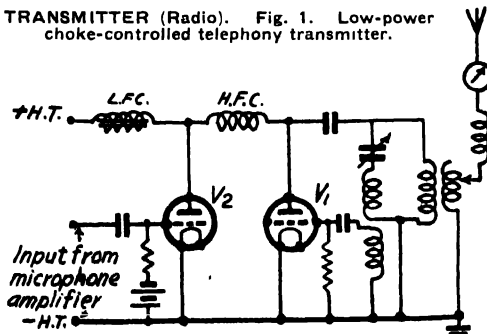 TRANSMITTER (Radio). Fig. 1. Low-power
choke-controlled telephony transmitter.
L.F.C.
H.F.C.
+H.T.
V2
V1
Input from
microphone
amplifier
-H.T.